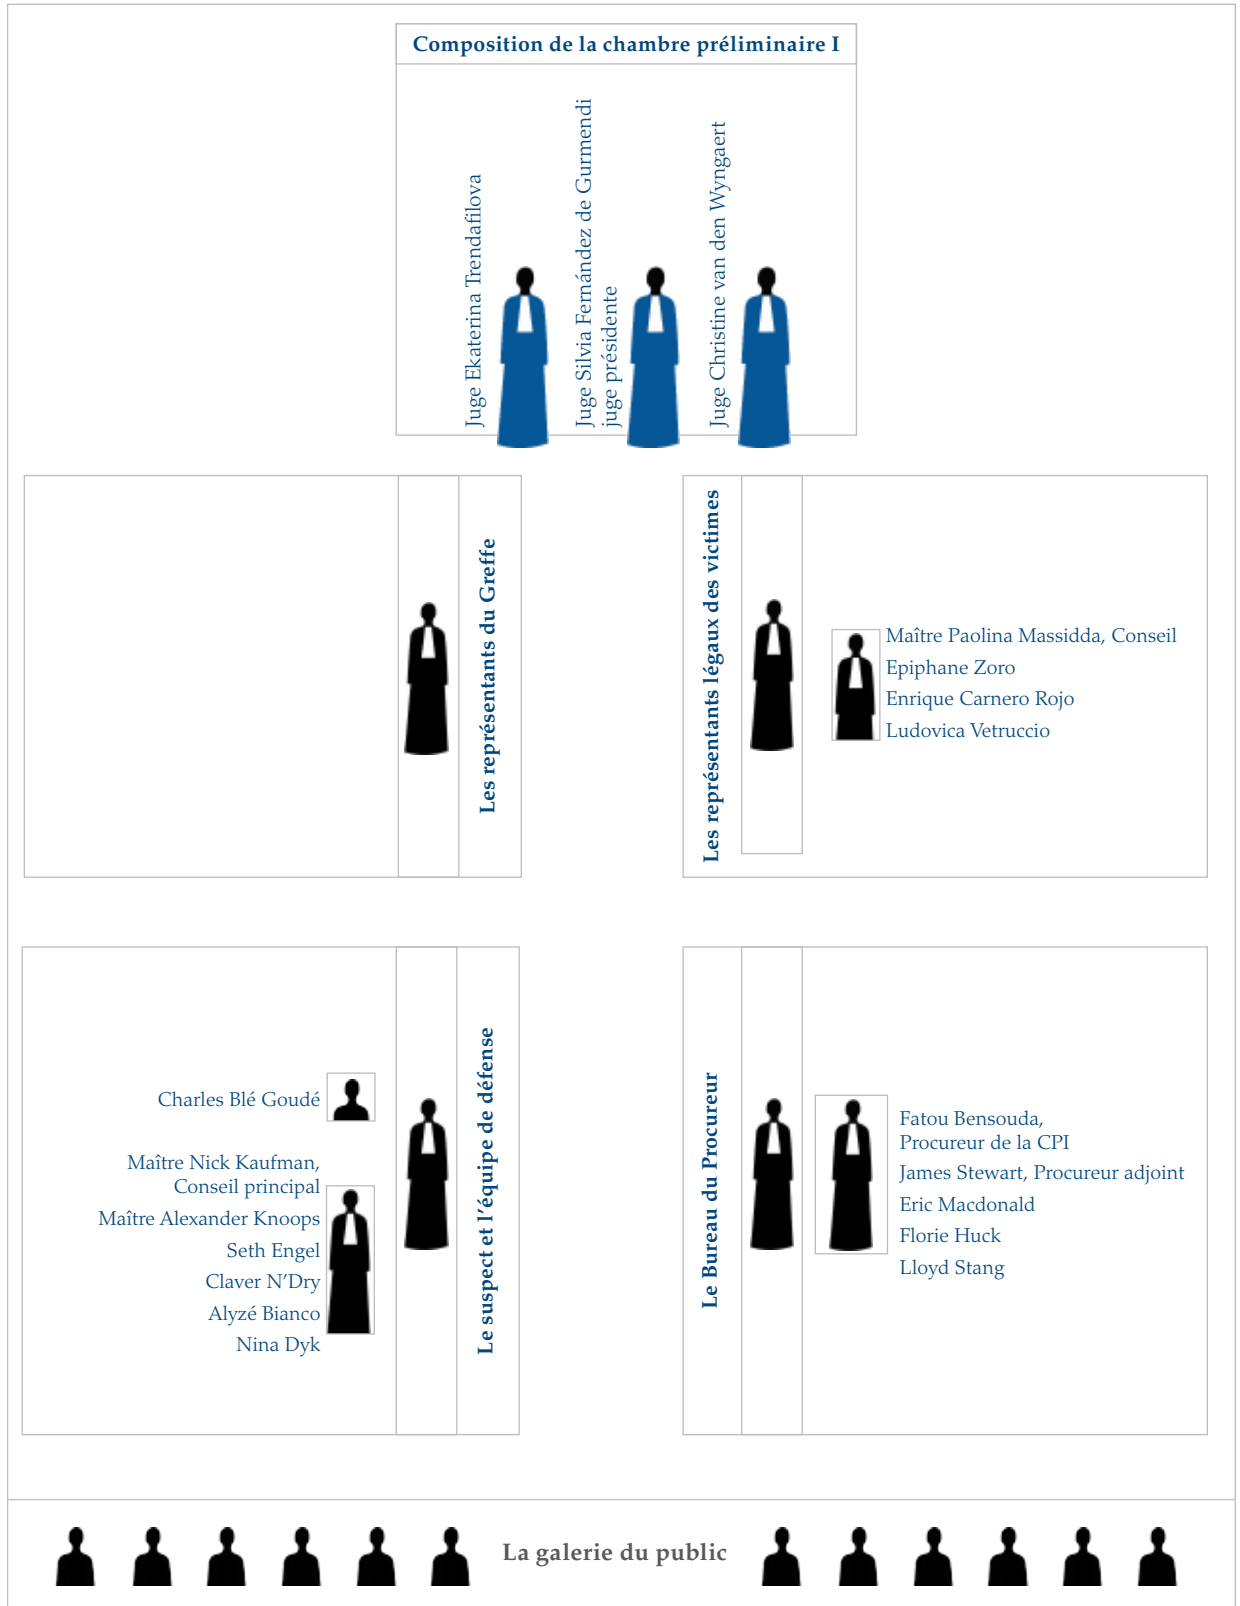 Composition de la chambre préliminaire I
Juge Ekaterina Trendafilova
Juge Silvia Fernández de Gurmendi
juge présidente
Juge Christine van den Wyngaert
Les représentants du Greffe
Les représentants légaux des victimes
Maître Paolina Massidda, Conseil
Epiphane Zoro
Enrique Carnero Rojo
Ludovica Vetruccio
Charles Blé Goudé
Maître Nick Kaufman,
Conseil principal
Maître Alexander Knoops
Seth Engel
Claver N’Dry
Alyzé Bianco
Nina Dyk
Le suspect et l’équipe de défense
Le Bureau du Procureur
Fatou Bensouda,
Procureur de la CPI
James Stewart, Procureur adjoint
Eric Macdonald
Florie Huck
Lloyd Stang
La galerie du public